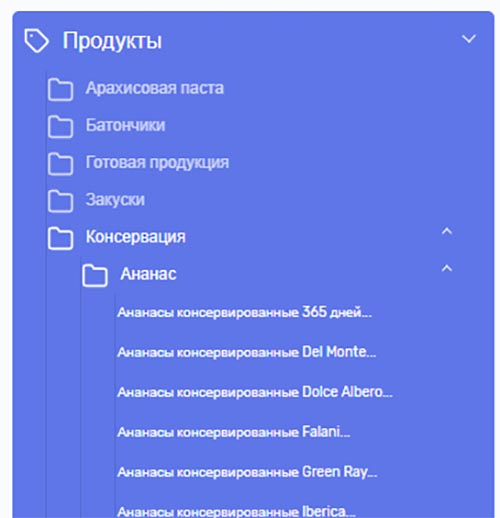 Продукты
Арахисовая паста
Батончики
Готовая продукция
Закуски
Консервация
Ананас
Ананасы консервированные 365 дней...
Ананасы консервированные Del Monte...
Ананасы консервированные Dolce Albero...
Ананасы консервированные Falani...
Ананасы консервированные Green Ray...
Ананасы консервированные Iberica...